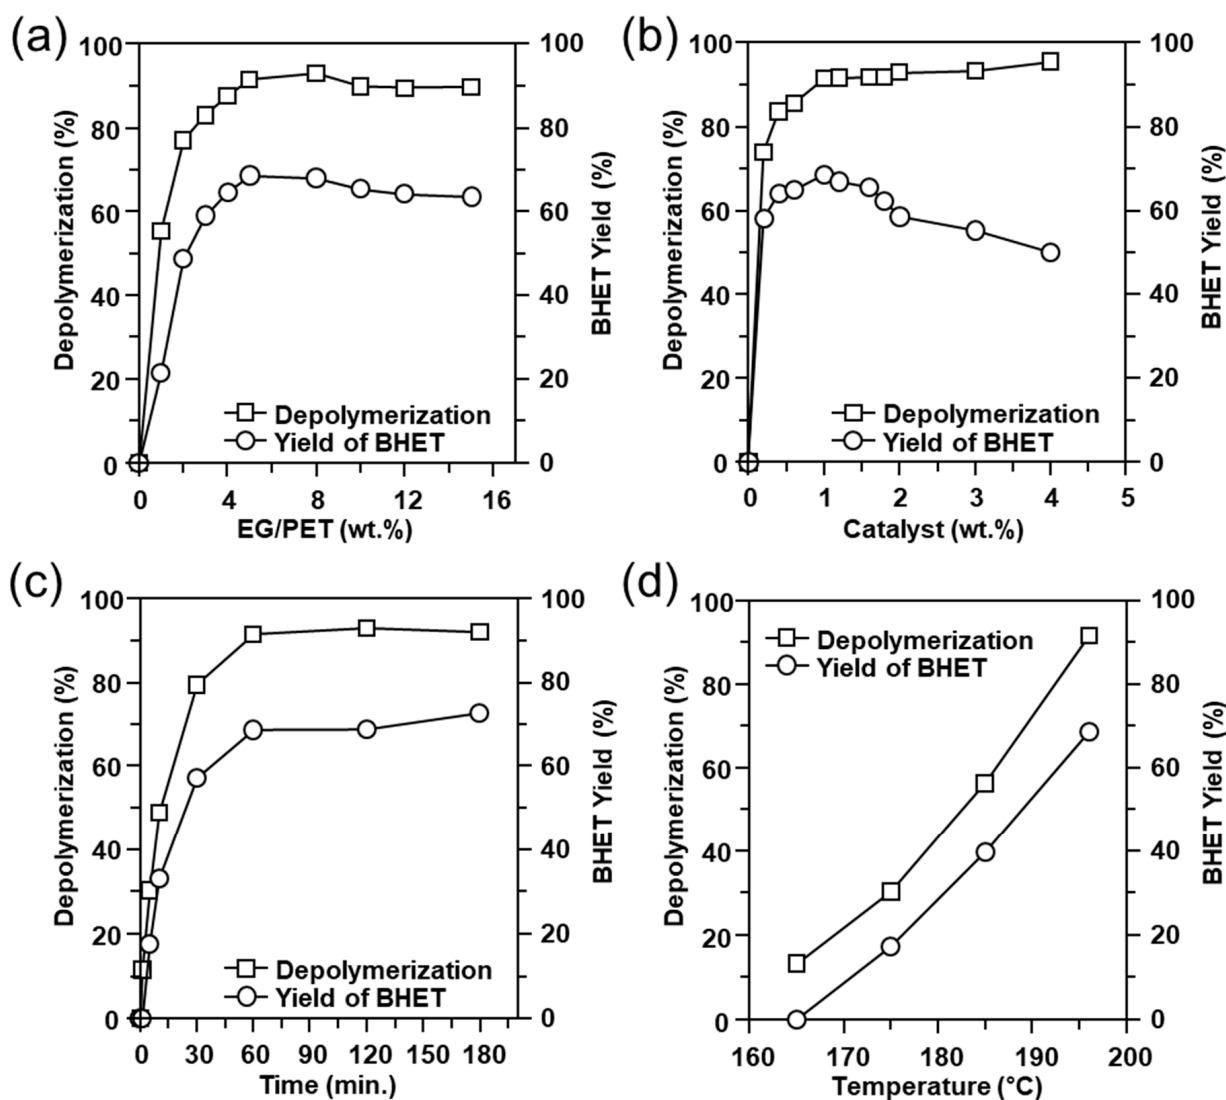 (a)
100
80
60
40
20
0
Depolymerization (%)
100
80
60
40
20
0
BHET Yield (%)
Depolymerization
Yield of BHET
0 4 8 12 16
EG/PET (wt.%)
(b)
100
80
60
40
20
0
Depolymerization (%)
100
80
60
40
20
0
BHET Yield (%)
Depolymerization
Yield of BHET
0 1 2 3 4 5
Catalyst (wt.%)
(c)
100
80
60
40
20
0
Depolymerization (%)
100
80
60
40
20
0
BHET Yield (%)
Depolymerization
Yield of BHET
0 30 60 90 120 150 180
Time (min.)
(d)
100
80
60
40
20
0
Depolymerization (%)
100
80
60
40
20
0
BHET Yield (%)
Depolymerization
Yield of BHET
160 170 180 190 200
Temperature (°C)